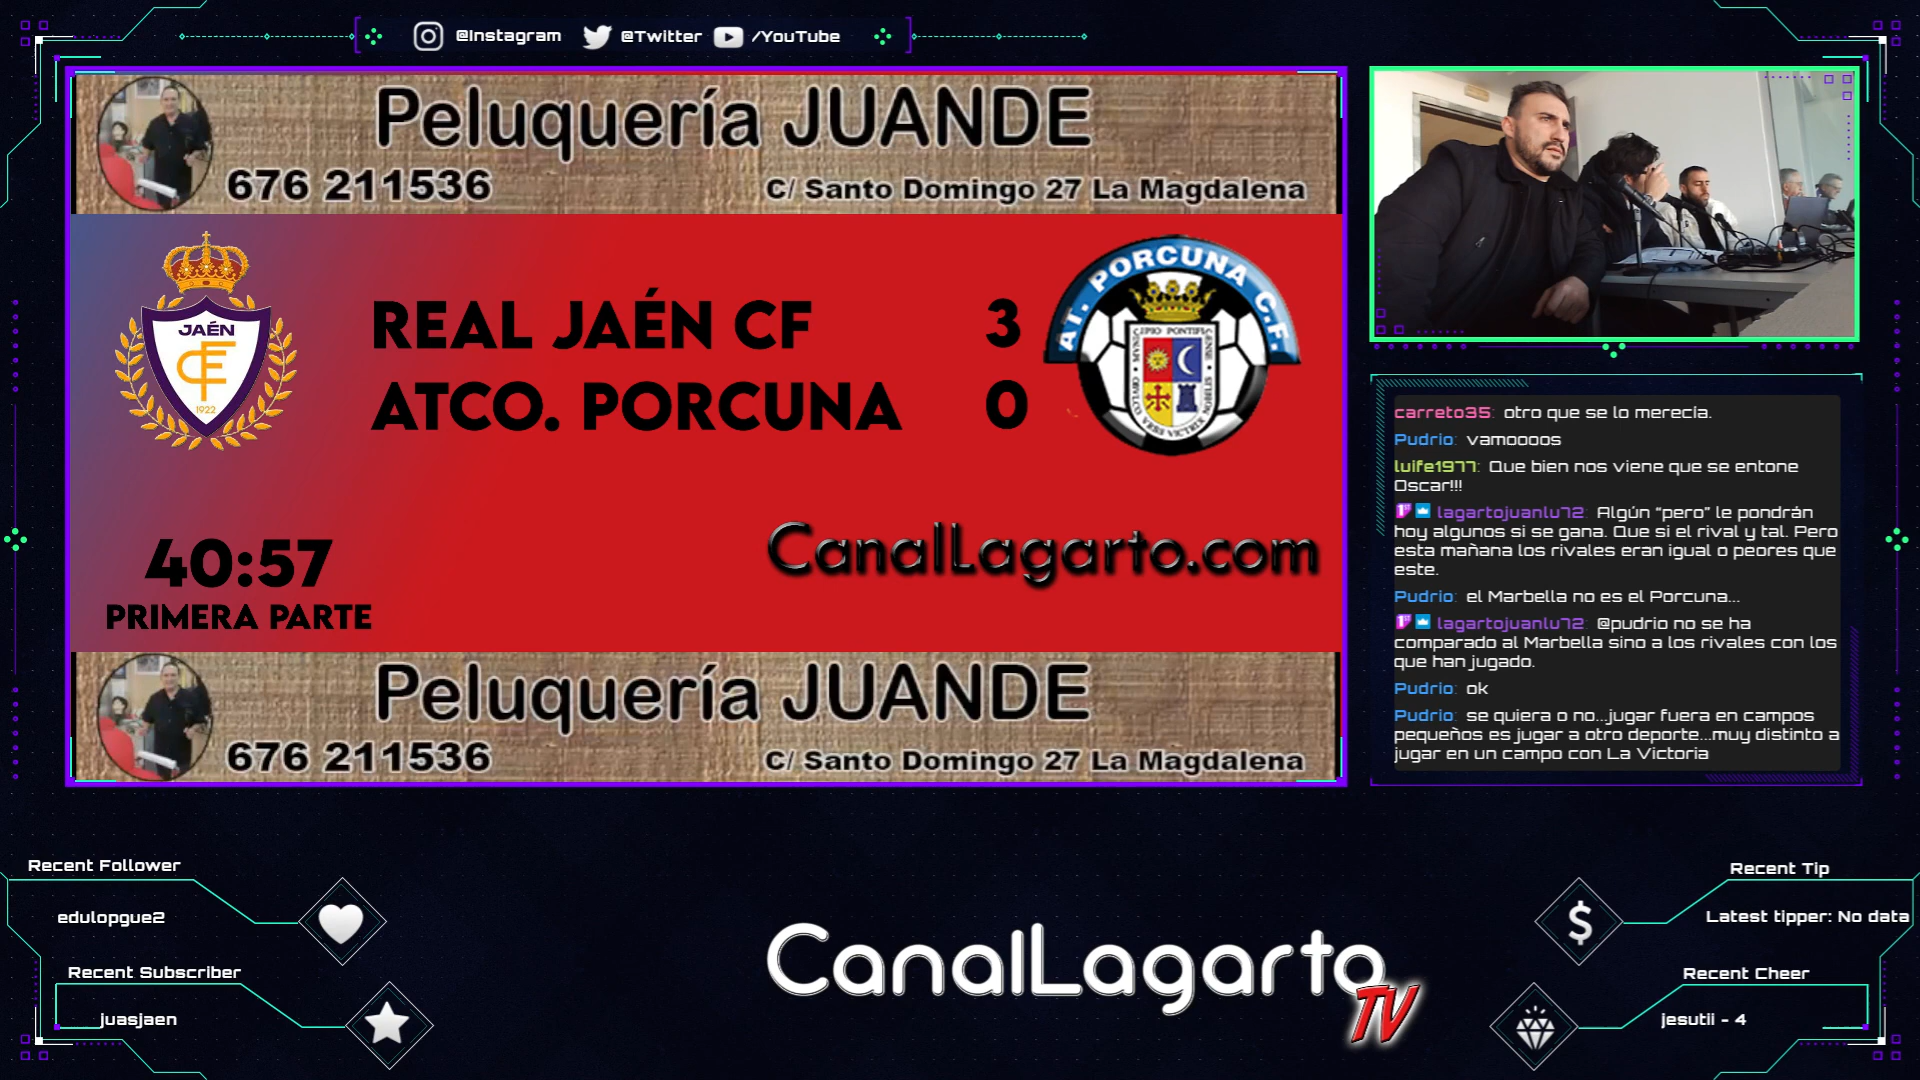 @Instagram
@Twitter
/YouTube
Peluquería JUANDE
676 211536
C/ Santo Domingo 27 La Magdalena
JAÉN
CF
1922
REAL JAÉN CF 3
ATCO. PORCUNA 0
AT. PORCUNA C.F.
40:57
PRIMERA PARTE
CanalLagarto.com
Peluquería JUANDE
676 211536
C/ Santo Domingo 27 La Magdalena
carreto35: otro que se lo merecía.
Pudrio: vamoooos
luife1977: Que bien nos viene que se entone
Oscar!!!
lagartojuanlu72: Algún “pero” le pondrán
hoy algunos si se gana. Que si el rival y tal. Pero
esta mañana los rivales eran igual o peores que
este.
Pudrio: el Marbella no es el Porcuna...
lagartojuanlu72: @pudrio no se ha
comparado al Marbella sino a los rivales con los
que han jugado.
Pudrio: ok
Pudrio: se quiera o no...jugar fuera en campos
pequeños es jugar a otro deporte...muy distinto a
jugar en un campo con La Victoria
Recent Follower
edulopgue2
Recent Subscriber
juasjaen
CanalLagarto
TV
Recent Tip
Latest tipper: No data
Recent Cheer
jesutii - 4